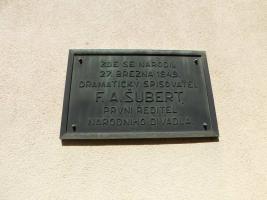 ZDE SE NARODIL
27. BŘEZNA 1849
DRAMATICKÝ SPISOVATEL
F. A. ŠUBERT,
PRVNÍ ŘEDITEL
NÁRODNÍHO DIVADLA